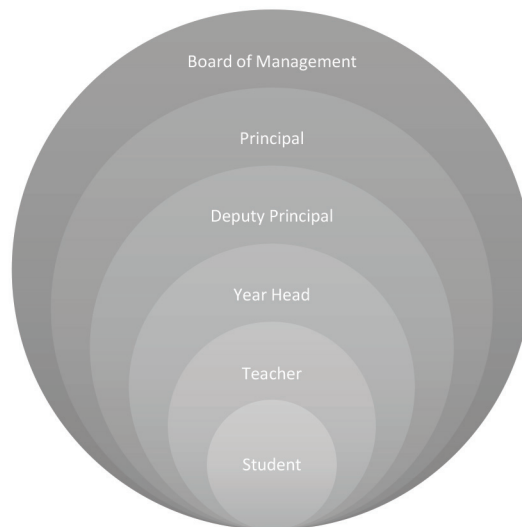 Board of Management
Principal
Deputy Principal
Year Head
Teacher
Student